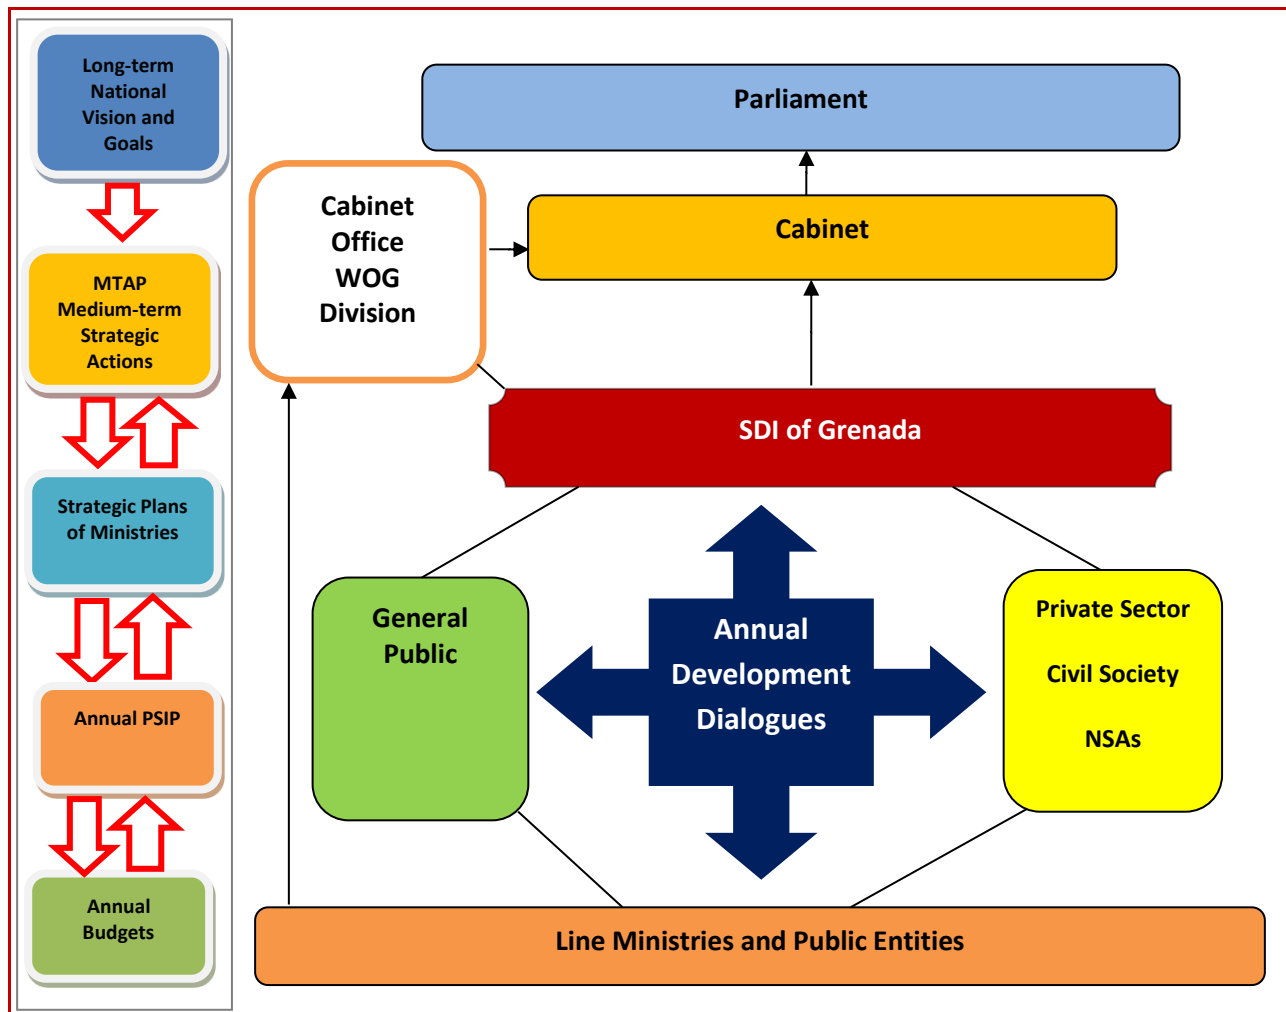 Long-term
National
Vision and
Goals
MTAP
Medium-term
Strategic
Actions
Strategic Plans
of Ministries
Annual PSIP
Annual
Budgets
Parliament
Cabinet
Office
WOG
Division
Cabinet
SDI of Grenada
General
Public
Annual
Development
Dialogues
Private Sector
Civil Society
NSAs
Line Ministries and Public Entities